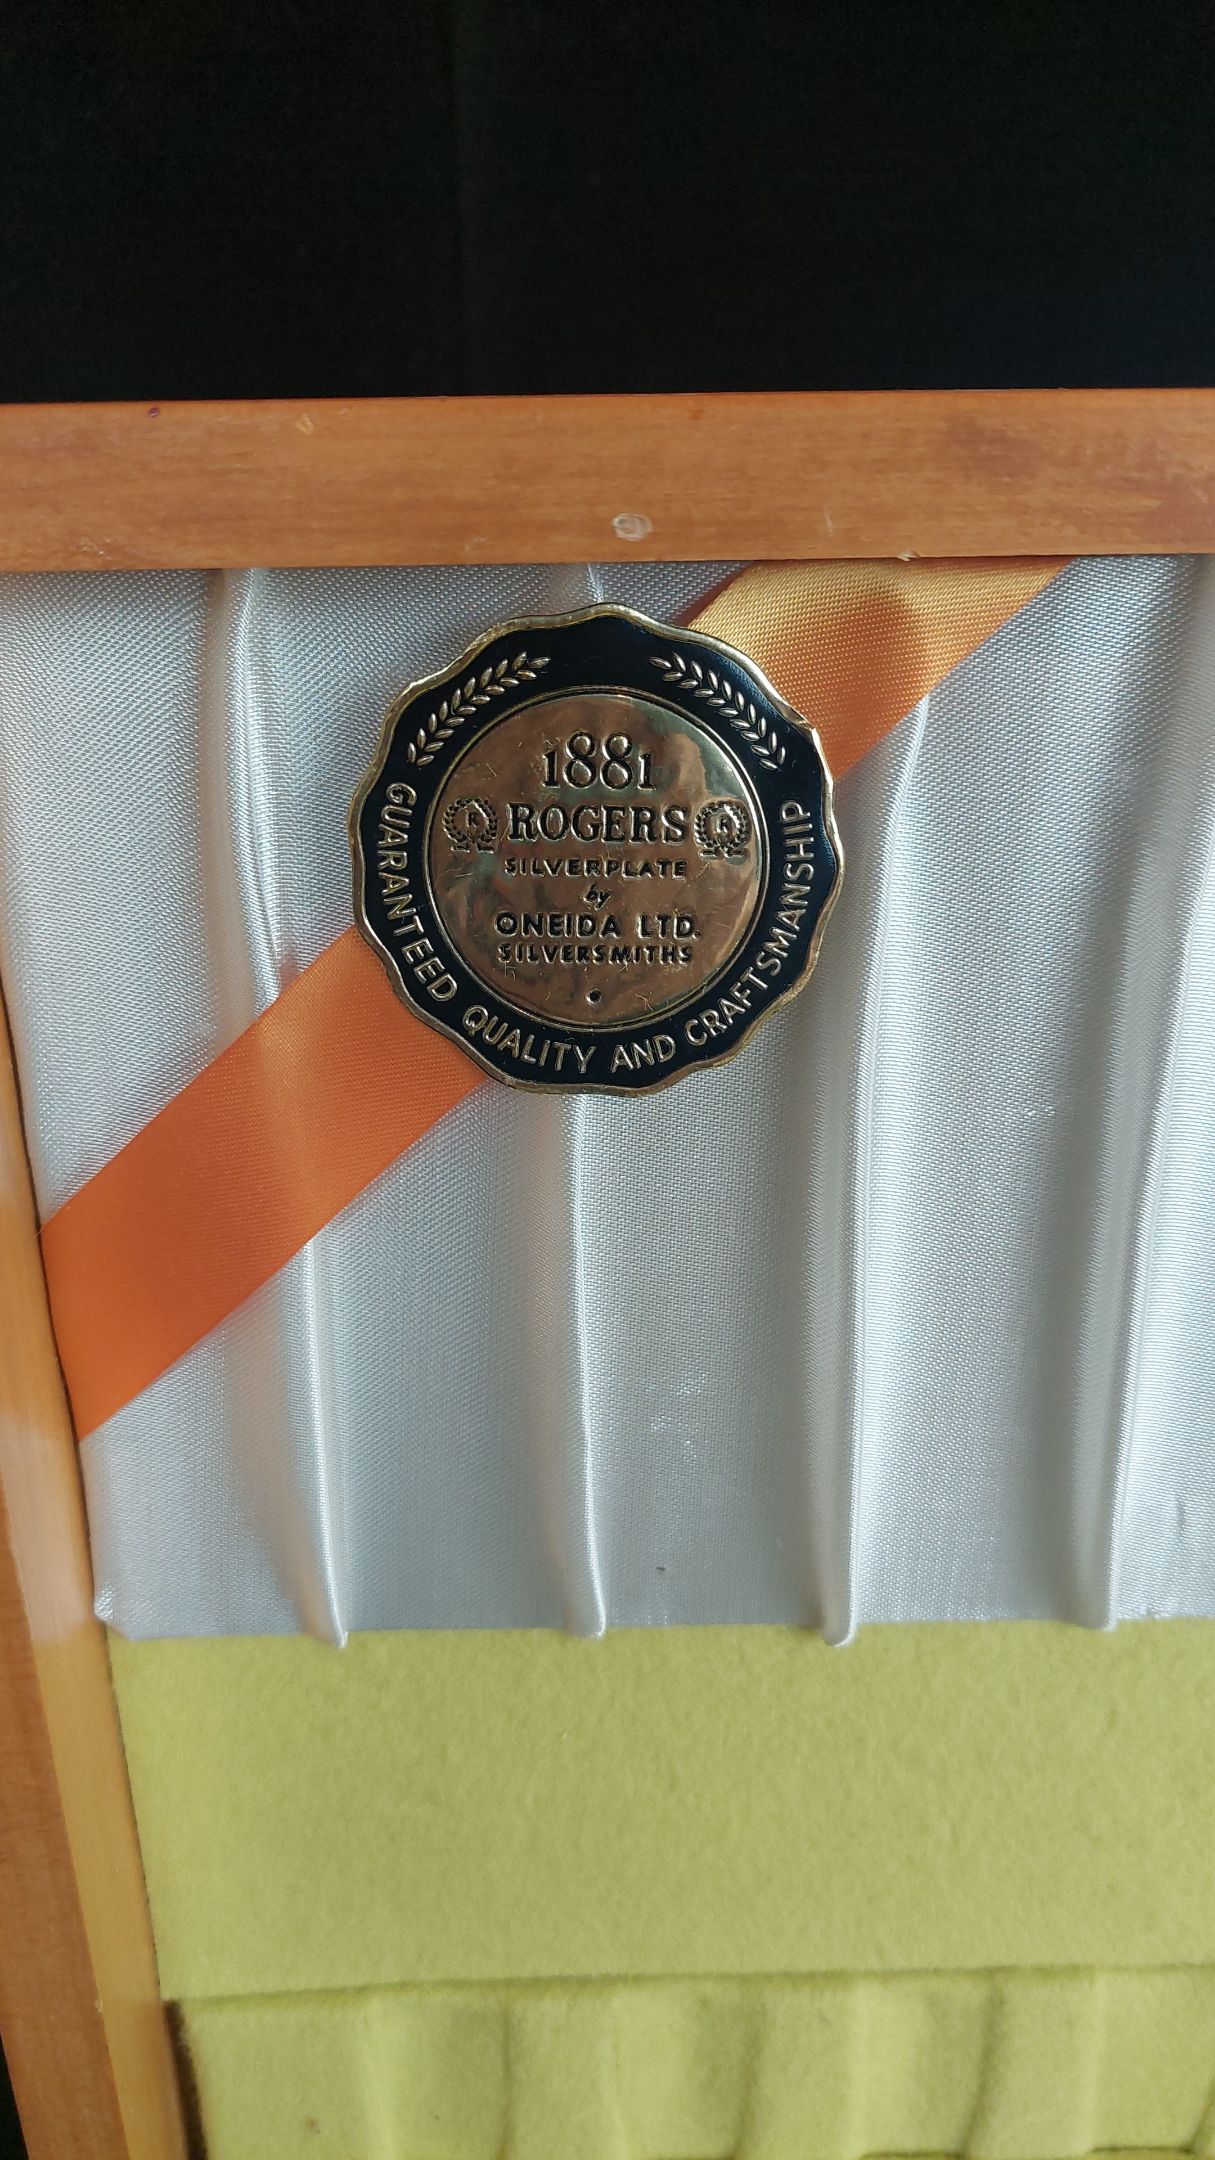 1881
R ROGERS R
SILVERPLATE
by
ONEIDA LTD.
SILVERSMITHS
GUARANTEED QUALITY AND CRAFTSMANSHIP